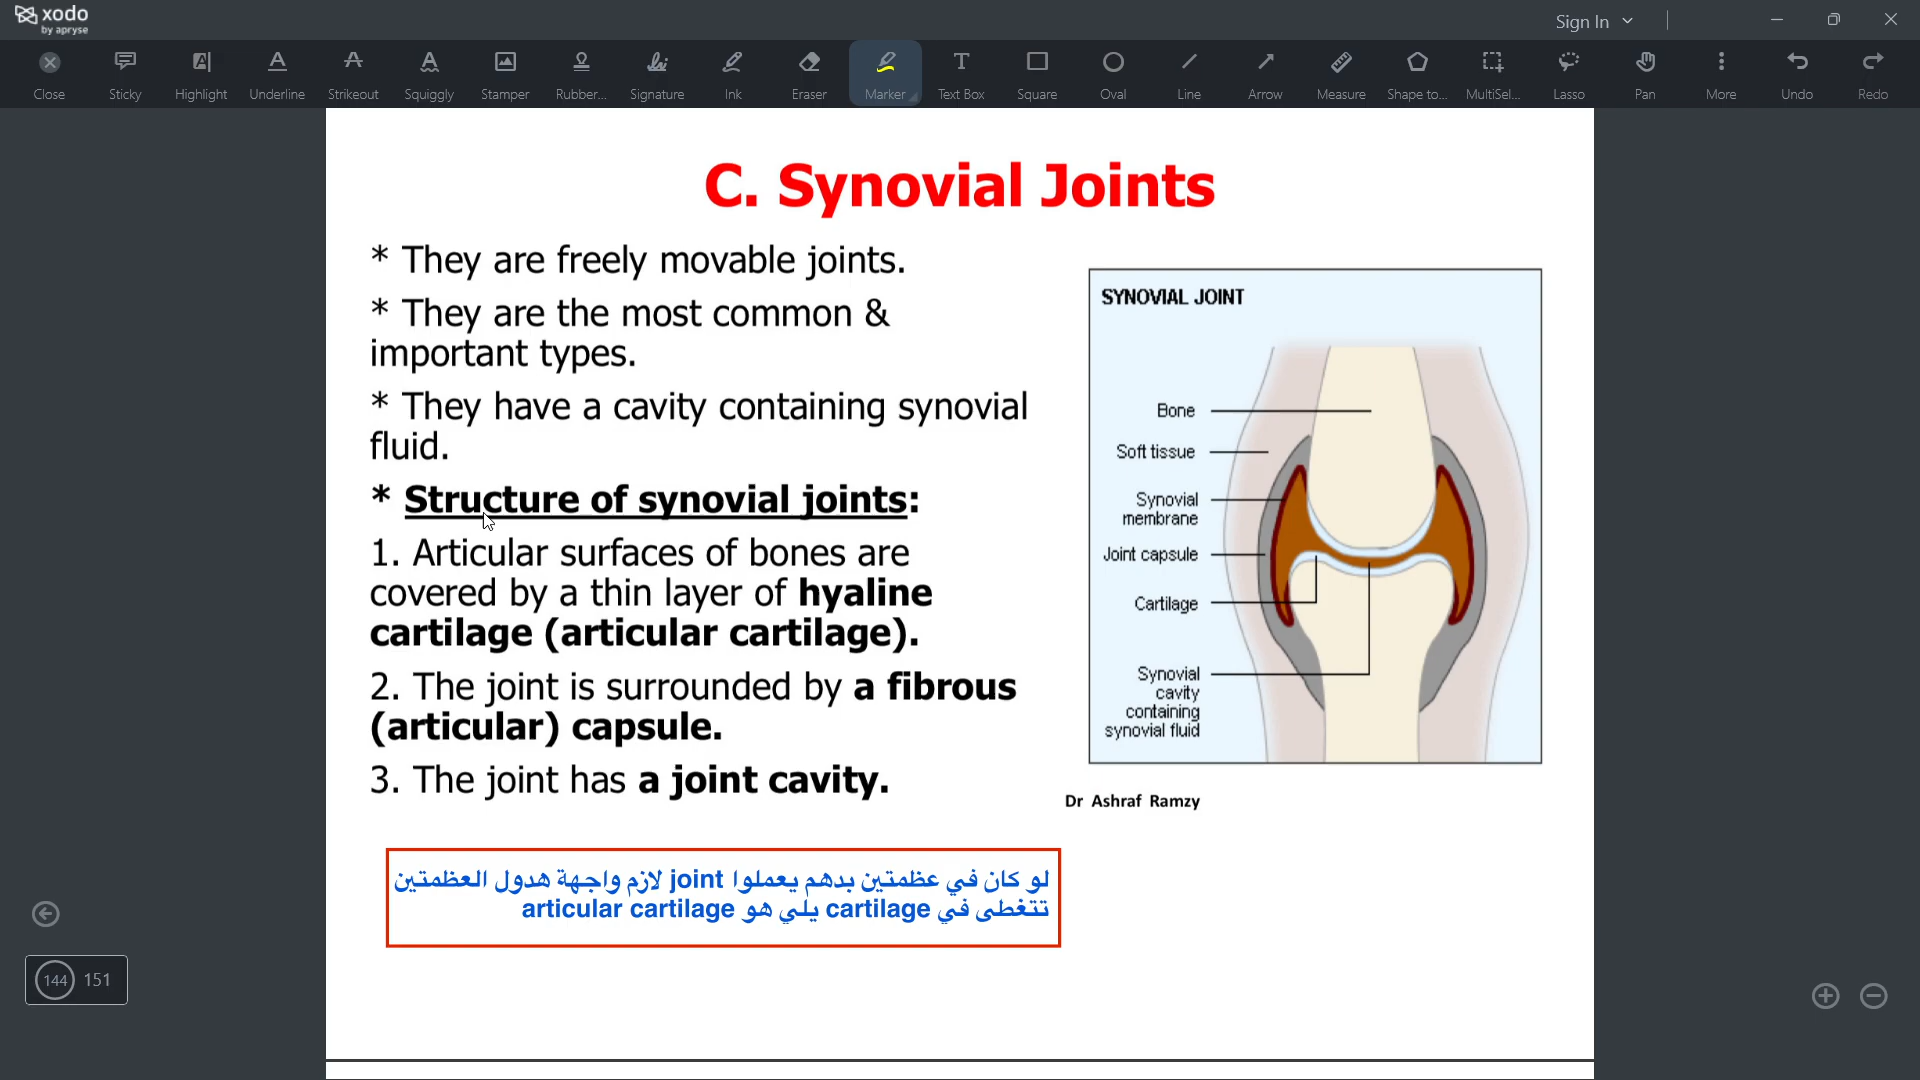 xodo
by apryse
Sign In
Close
Sticky
Highlight
Underline
Strikeout
Squiggly
Stamper
Rubber...
Signature
Ink
Eraser
Marker
Text Box
Square
Oval
Line
Arrow
Measure
Shape to...
MultiSel...
Lasso
Pan
More
Undo
Redo
C. Synovial Joints
* They are freely movable joints.
* They are the most common &
important types.
* They have a cavity containing synovial
fluid.
* Structure of synovial joints:
1. Articular surfaces of bones are
covered by a thin layer of hyaline
cartilage (articular cartilage).
2. The joint is surrounded by a fibrous
(articular) capsule.
3. The joint has a joint cavity.
SYNOVIAL JOINT
Bone
Soft tissue
Synovial
membrane
Joint capsule
Cartilage
Synovial
cavity
containing
synovial fluid
Dr Ashraf Ramzy
لو كان في عظمتين بدهم يعملوا joint لازم واجهة هدول العظمتين
تتغطى في cartilage يلي هو articular cartilage
144 151